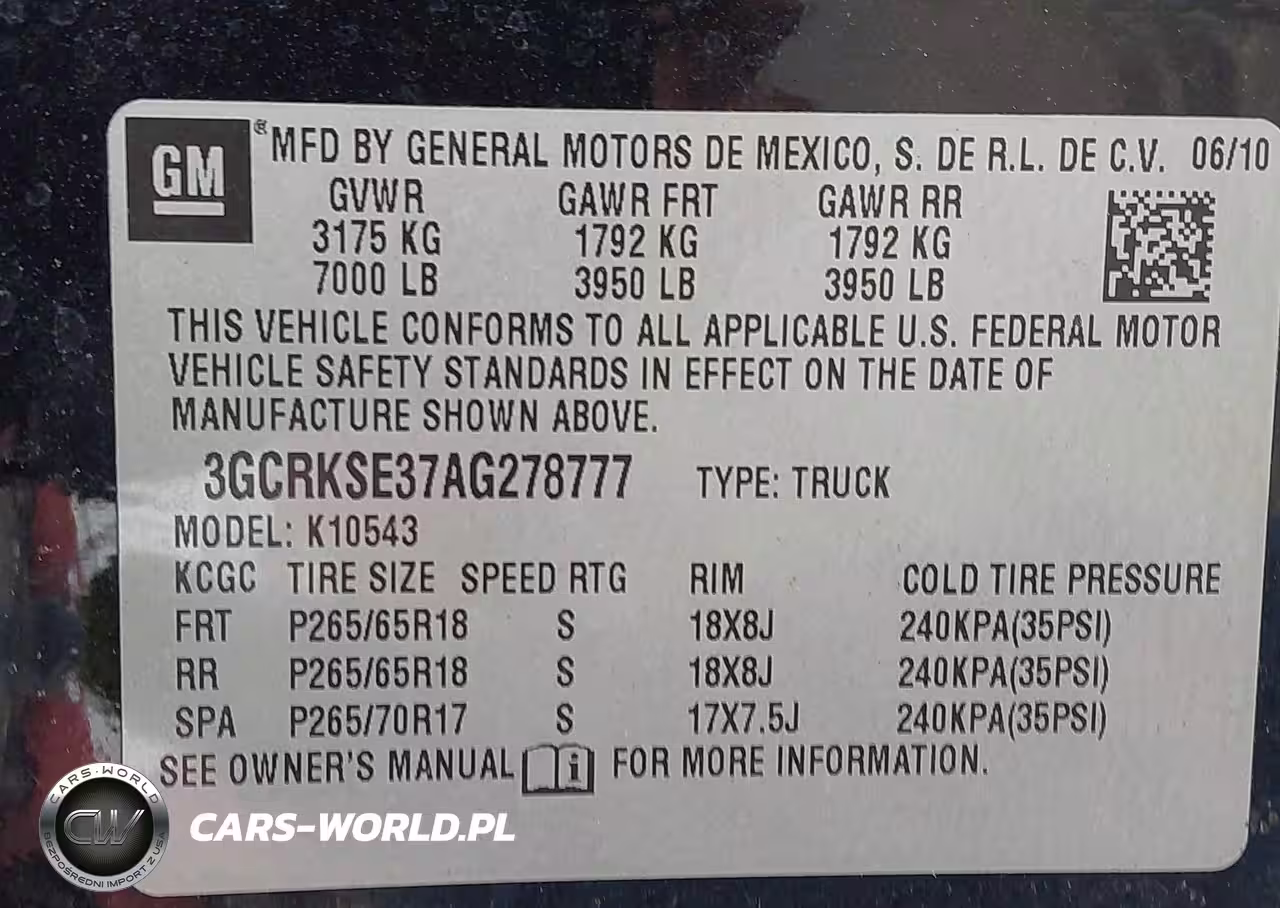 GM
® MFD BY GENERAL MOTORS DE MEXICO, S. DE R.L. DE C.V. 06/10
GVWR GAWR FRT GAWR RR
3175 KG 1792 KG 1792 KG
7000 LB 3950 LB 3950 LB
THIS VEHICLE CONFORMS TO ALL APPLICABLE U.S. FEDERAL MOTOR
VEHICLE SAFETY STANDARDS IN EFFECT ON THE DATE OF
MANUFACTURE SHOWN ABOVE.
3GCRKSE37AG278777 TYPE: TRUCK
MODEL: K10543
KCGC TIRE SIZE SPEED RTG RIM COLD TIRE PRESSURE
FRT P265/65R18 S 18X8J 240KPA(35PSI)
RR P265/65R18 S 18X8J 240KPA(35PSI)
SPA P265/70R17 S 17X7.5J 240KPA(35PSI)
SEE OWNER'S MANUAL i FOR MORE INFORMATION.
CARS-WORLD
CW
BEZPOŚREDNI IMPORT Z USA
CARS-WORLD.PL